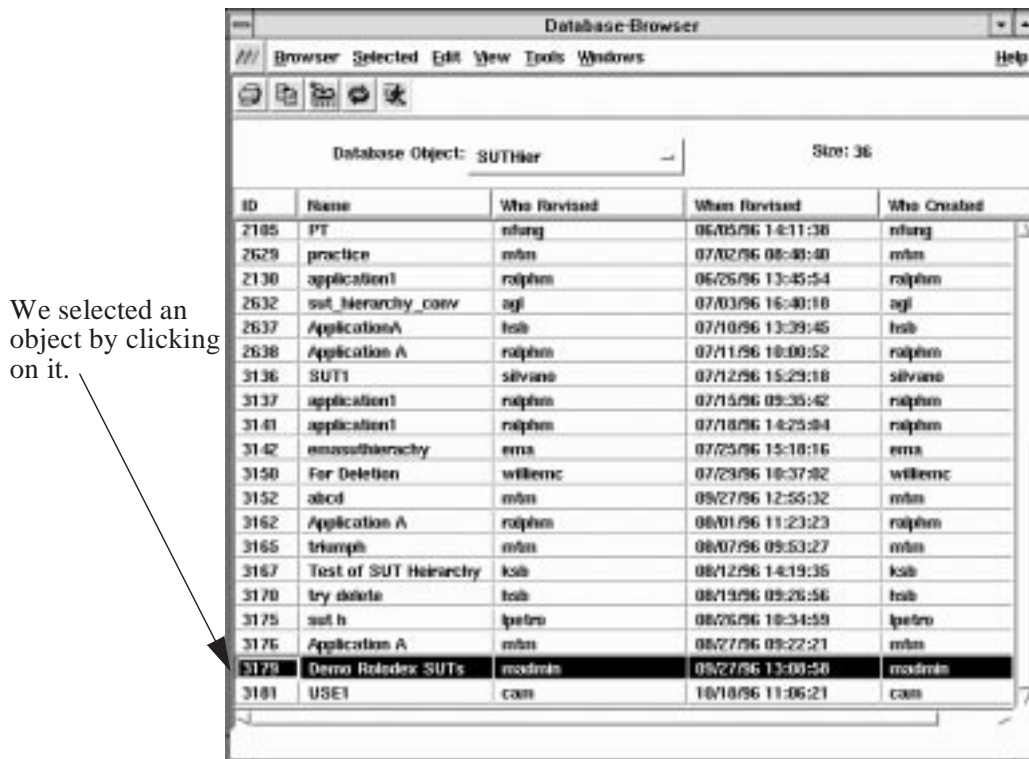 Database-Browser
Browser Selected Edit View Tools Windows Help
Database Object: SUTHier Size: 36
ID Name Who Revised When Revised Who Created
2105 PT nfung 06/05/96 14:11:38 nfung
2629 practice mtm 07/02/96 08:48:40 mtm
2130 application1 ralphm 06/26/96 13:45:54 ralphm
2632 sut_hierarchy_conv agl 07/03/96 16:40:18 agl
2637 ApplicationA hsb 07/10/96 13:39:45 hsb
2638 Application A ralphm 07/11/96 10:00:52 ralphm
3136 SUT1 silvano 07/12/96 15:29:18 silvano
3137 application1 ralphm 07/15/96 09:35:42 ralphm
3141 application1 ralphm 07/18/96 14:25:04 ralphm
3142 emasuthierachy ema 07/25/96 15:18:16 ema
3150 For Deletion williemc 07/29/96 10:37:02 williemc
3152 abcd mtm 09/27/96 12:55:32 mtm
3162 Application A ralphm 08/01/96 11:23:23 ralphm
3165 triumph mtm 08/07/96 09:53:27 mtm
3167 Test of SUT Heirarchy ksb 08/12/96 14:19:35 ksb
3170 try delete hsb 08/19/96 09:26:56 hsb
3175 sut h lpetro 08/26/96 10:34:59 lpetro
3176 Application A mtm 08/27/96 09:22:21 mtm
3179 Demo Rolodex SUTs madmin 09/27/96 13:08:58 madmin
3181 USE1 cam 10/18/96 11:06:21 cam
We selected an
object by clicking
on it.